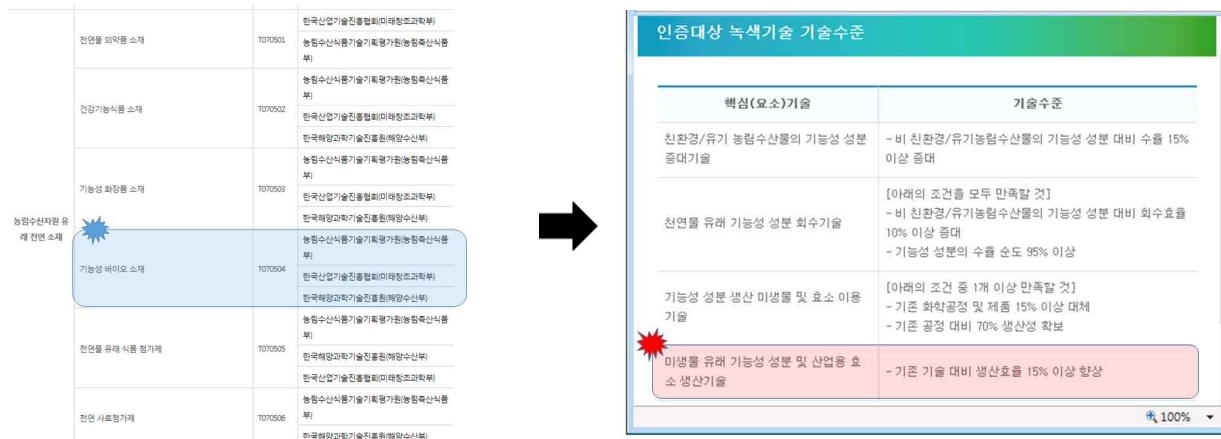 천연물 의약품 소재
T070501
한국산업기술진흥협회(미래창조과학부)
농림수산식품기술기획평가원(농림축산식품
부)
건강기능식품 소재
T070502
농림수산식품기술기획평가원(농림축산식품
부)
한국산업기술진흥협회(미래창조과학부)
한국해양과학기술진흥원(해양수산부)
기능성 화장품 소재
T070503
농림수산식품기술기획평가원(농림축산식품
부)
한국산업기술진흥협회(미래창조과학부)
한국해양과학기술진흥원(해양수산부)
농림수산자원 유
래 천연 소재
기능성 바이오 소재
T070504
농림수산식품기술기획평가원(농림축산식품
부)
한국산업기술진흥협회(미래창조과학부)
한국해양과학기술진흥원(해양수산부)
천연물 유래 식품 첨가제
T070505
농림수산식품기술기획평가원(농림축산식품
부)
한국해양과학기술진흥원(해양수산부)
한국산업기술진흥협회(미래창조과학부)
천연 사료첨가제
T070506
농림수산식품기술기획평가원(농림축산식품
부)
한국해양과학기술진흥원(해양수산부)
인증대상 녹색기술 기술수준
핵심(요소)기술
기술수준
친환경/유기 농림수산물의 기능성 성분
증대기술
- 비 친환경/유기농림수산물의 기능성 성분 대비 수율 15%
이상 증대
천연물 유래 기능성 성분 회수기술
[아래의 조건을 모두 만족할 것]
- 비 친환경/유기농림수산물의 기능성 성분 대비 회수효율
10% 이상 증대
- 기능성 성분의 수율 순도 95% 이상
기능성 성분 생산 미생물 및 효소 이용
기술
[아래의 조건 중 1개 이상 만족할 것]
- 기존 화학공정 및 제품 15% 이상 대체
- 기존 공정 대비 70% 생산성 확보
미생물 유래 기능성 성분 및 산업용 효
소 생산기술
- 기존 기술 대비 생산효율 15% 이상 향상
100%